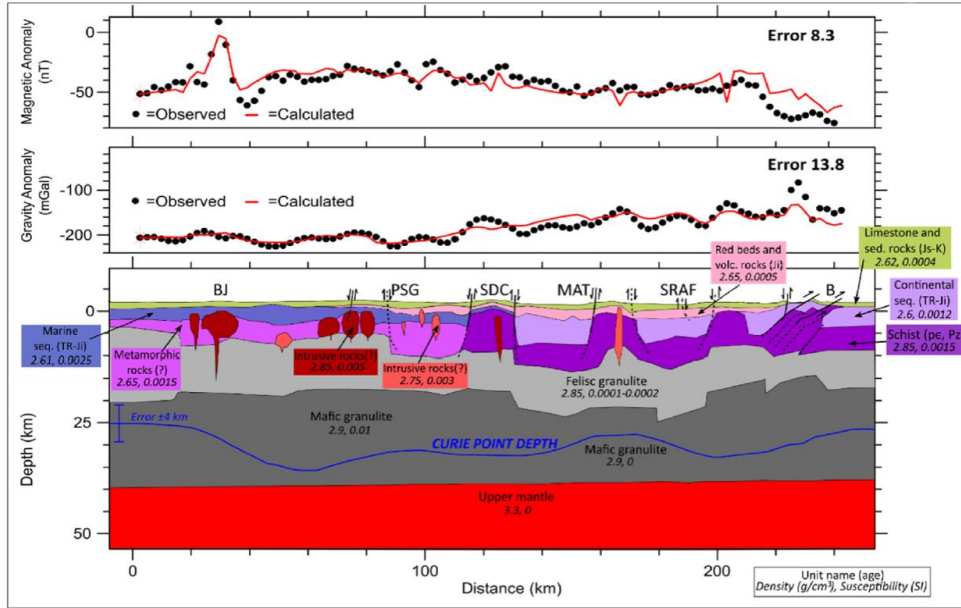 Magnetic Anomaly
(nT)
0
-50
Error 8.3
=Observed
=Calculated
Gravity Anomaly
(mGal)
-100
-200
Error 13.8
=Observed
=Calculated
Red beds and
volc. rocks (Ji)
2.65, 0.0005
Limestone and
sed. rocks (Js-K)
2.62, 0.0004
BJ
PSG
SDC
MAT
SRAF
B
Continental
seq. (TR-Ji)
2.6, 0.0012
Marine
seq. (TR-Ji)
2.61, 0.0025
Schist (pe, Pz
2.85, 0.0015
Metamorphic
rocks (?)
2.65, 0.0015
Intrusive rocks(?)
2.85, 0.005
Intrusive rocks(?)
2.75, 0.003
Felisc granulite
2.85, 0.0001-0.0002
Error ±4 km
Mafic granulite
2.9, 0.01
CURIE POINT DEPTH
Mafic granulite
2.9, 0
Upper mantle
3.3, 0
Depth (km)
0
25
50
0
100
200
Distance (km)
Unit name (age)
Density (g/cm³), Susceptibility (SI)